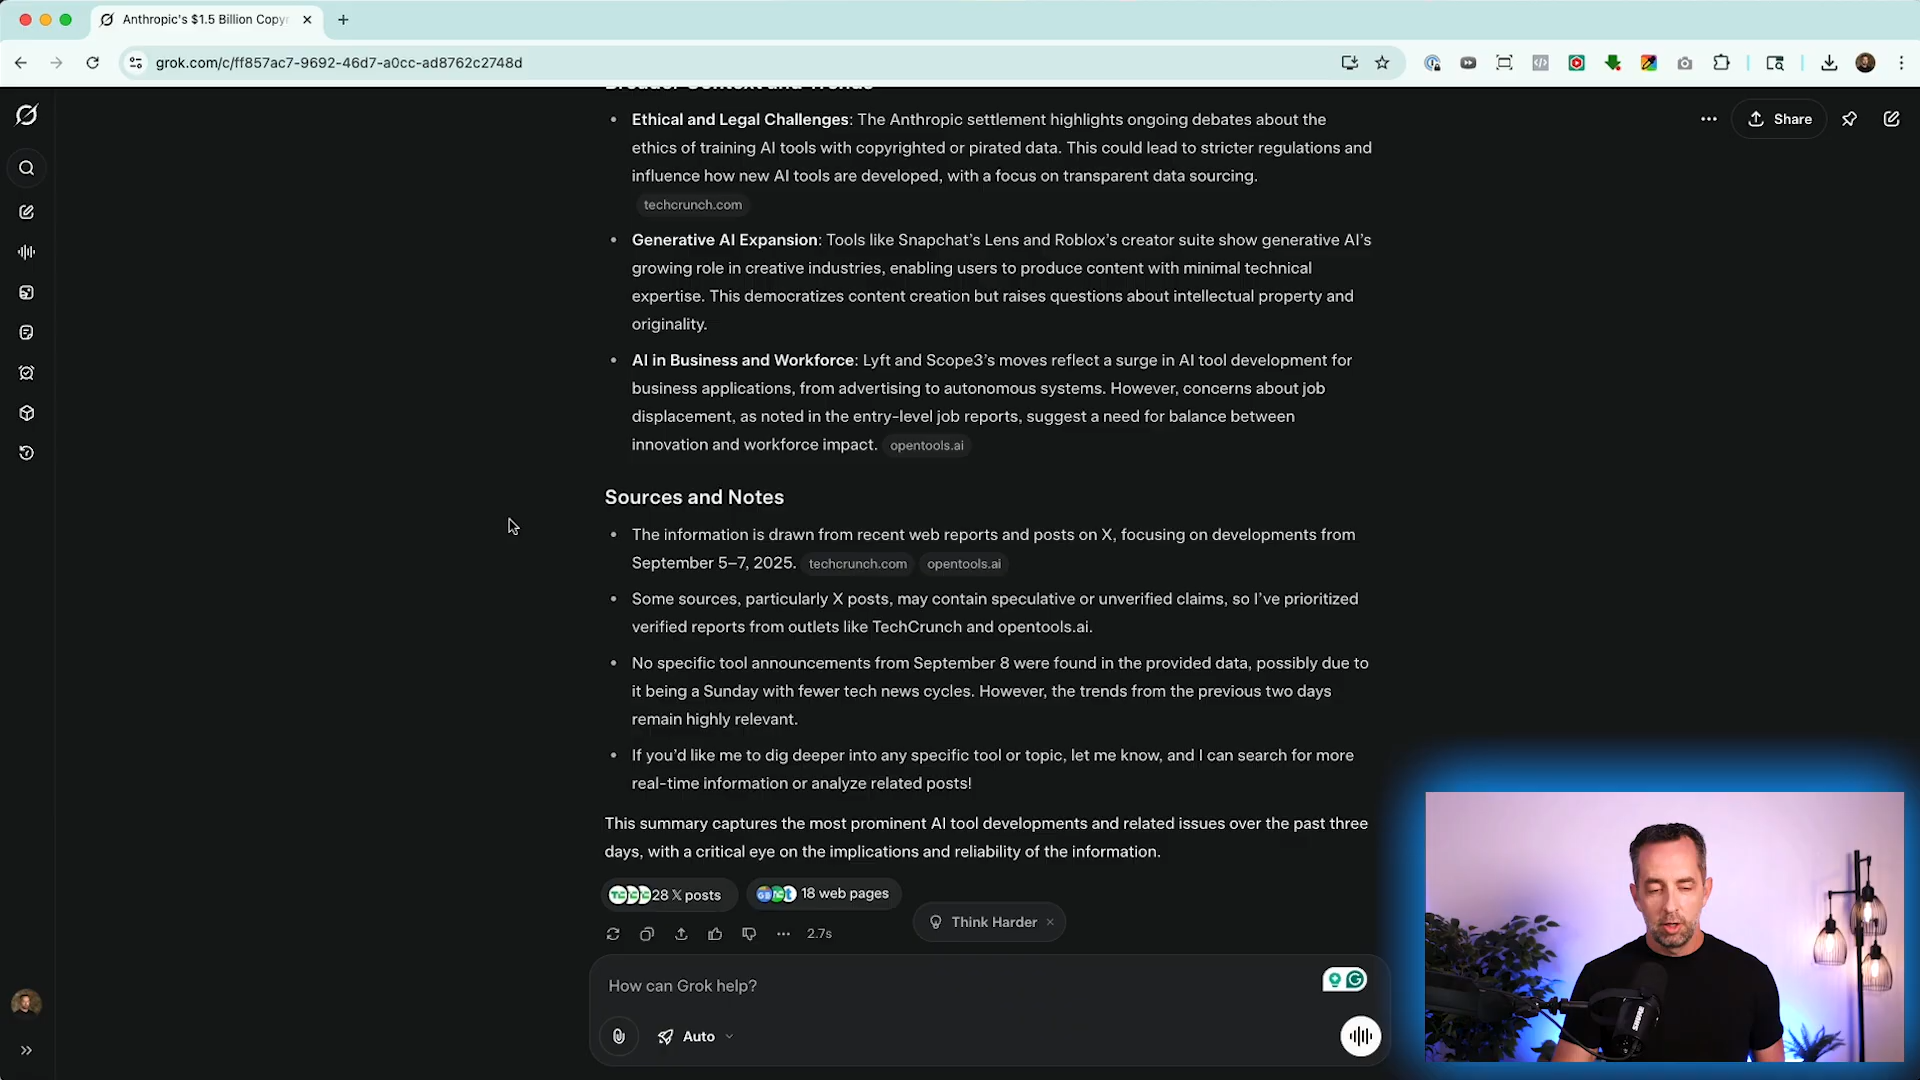 Anthropic's $1.5 Billion Copyr
grok.com/c/ff857ac7-9692-46d7-a0cc-ad8762c2748d
Broader Context and Trends
Share
Ethical and Legal Challenges: The Anthropic settlement highlights ongoing debates about the
ethics of training AI tools with copyrighted or pirated data. This could lead to stricter regulations and
influence how new AI tools are developed, with a focus on transparent data sourcing.
techcrunch.com
Generative AI Expansion: Tools like Snapchat's Lens and Roblox's creator suite show generative AI's
growing role in creative industries, enabling users to produce content with minimal technical
expertise. This democratizes content creation but raises questions about intellectual property and
originality.
AI in Business and Workforce: Lyft and Scope3's moves reflect a surge in AI tool development for
business applications, from advertising to autonomous systems. However, concerns about job
displacement, as noted in the entry-level job reports, suggest a need for balance between
innovation and workforce impact. opentools.ai
Sources and Notes
The information is drawn from recent web reports and posts on X, focusing on developments from
September 5–7, 2025. techcrunch.com opentools.ai
Some sources, particularly X posts, may contain speculative or unverified claims, so I've prioritized
verified reports from outlets like TechCrunch and opentools.ai.
No specific tool announcements from September 8 were found in the provided data, possibly due to
it being a Sunday with fewer tech news cycles. However, the trends from the previous two days
remain highly relevant.
If you'd like me to dig deeper into any specific tool or topic, let me know, and I can search for more
real-time information or analyze related posts!
This summary captures the most prominent AI tool developments and related issues over the past three
days, with a critical eye on the implications and reliability of the information.
28 𝕏 posts 18 web pages
Think Harder
2.7s
How can Grok help?
Auto